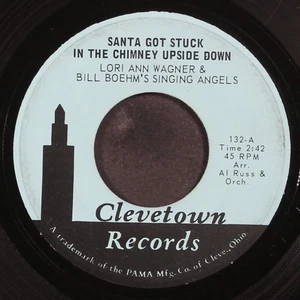 SANTA GOT STUCK
IN THE CHIMNEY UPSIDE DOWN
LORI ANN WAGNER &
BILL BOEHM'S SINGING ANGELS
132-A
Time 2:42
45 RPM
Arr.
Al Russ &
Orch.
Clevetown
Records
A trademark of the PAMA Mfg. Co. of Cleve., Ohio.